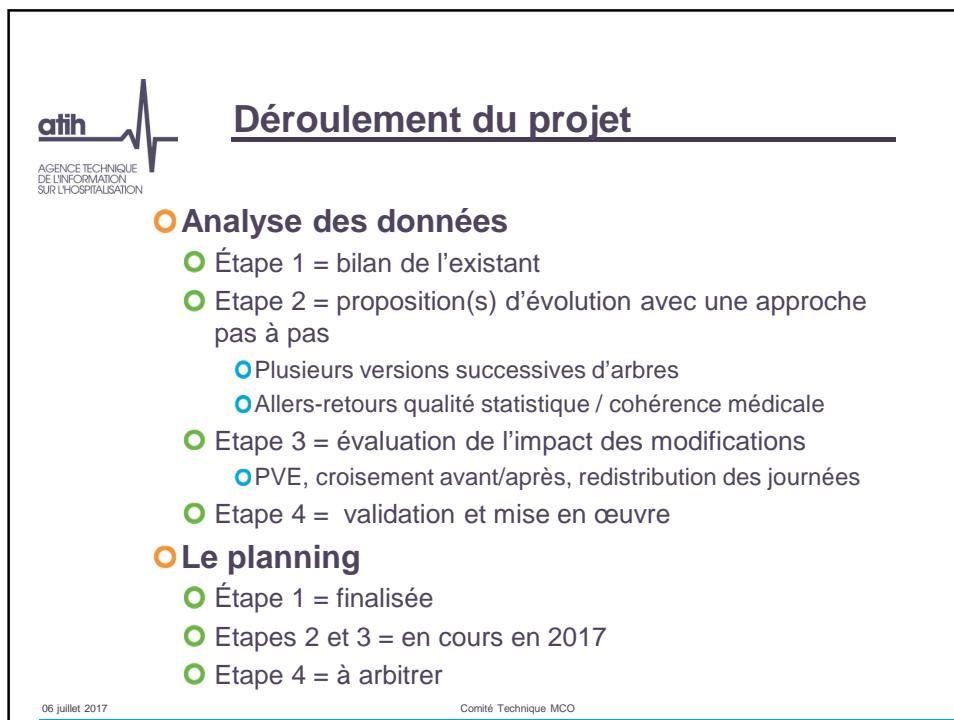 atih
AGENCE TECHNIQUE
DE L'INFORMATION
SUR L'HOSPITALISATION
Déroulement du projet
Analyse des données
Étape 1 = bilan de l'existant
Etape 2 = proposition(s) d'évolution avec une approche
pas à pas
Plusieurs versions successives d'arbres
Allers-retours qualité statistique / cohérence médicale
Etape 3 = évaluation de l'impact des modifications
PVE, croisement avant/après, redistribution des journées
Etape 4 = validation et mise en œuvre
Le planning
Étape 1 = finalisée
Etapes 2 et 3 = en cours en 2017
Etape 4 = à arbitrer
06 juillet 2017
Comité Technique MCO